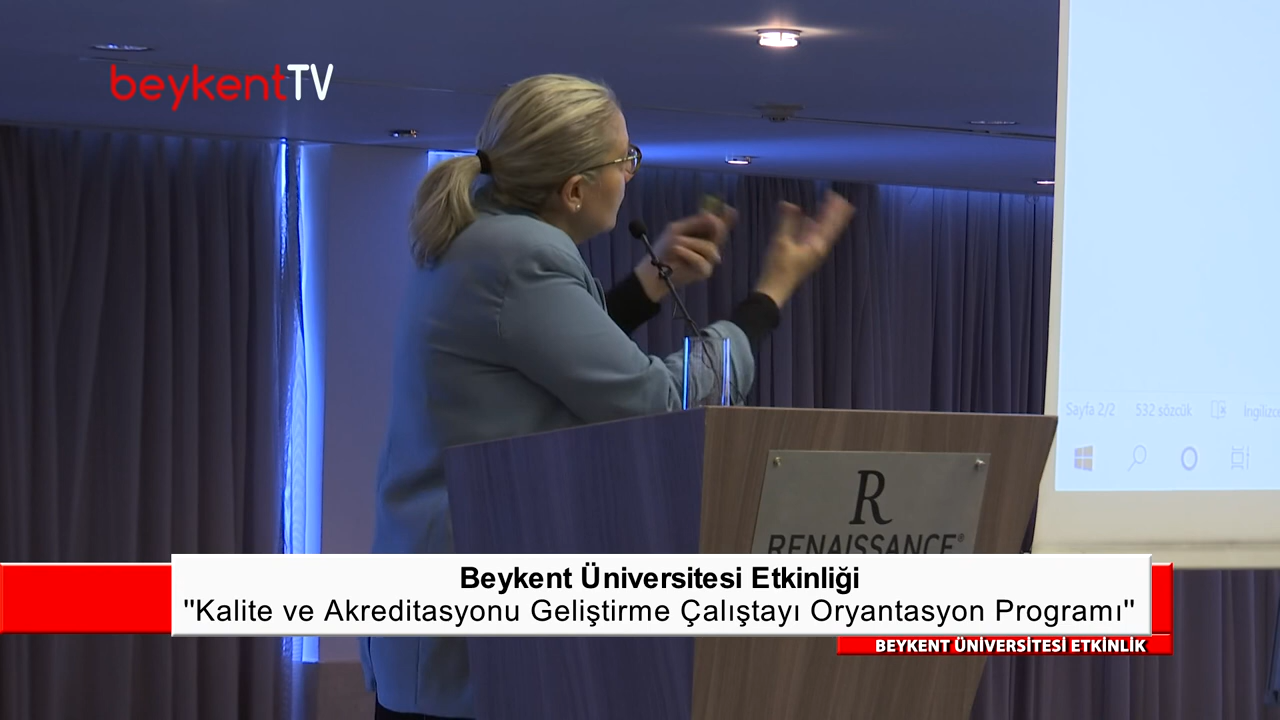 beykentTV
Sayfa 2/2 532 sözcük
R
RENAISSANCE®
Beykent Üniversitesi Etkinliği
"Kalite ve Akreditasyonu Geliştirme Çalıştayı Oryantasyon Programı"
BEYKENT ÜNİVERSİTESİ ETKİNLİK